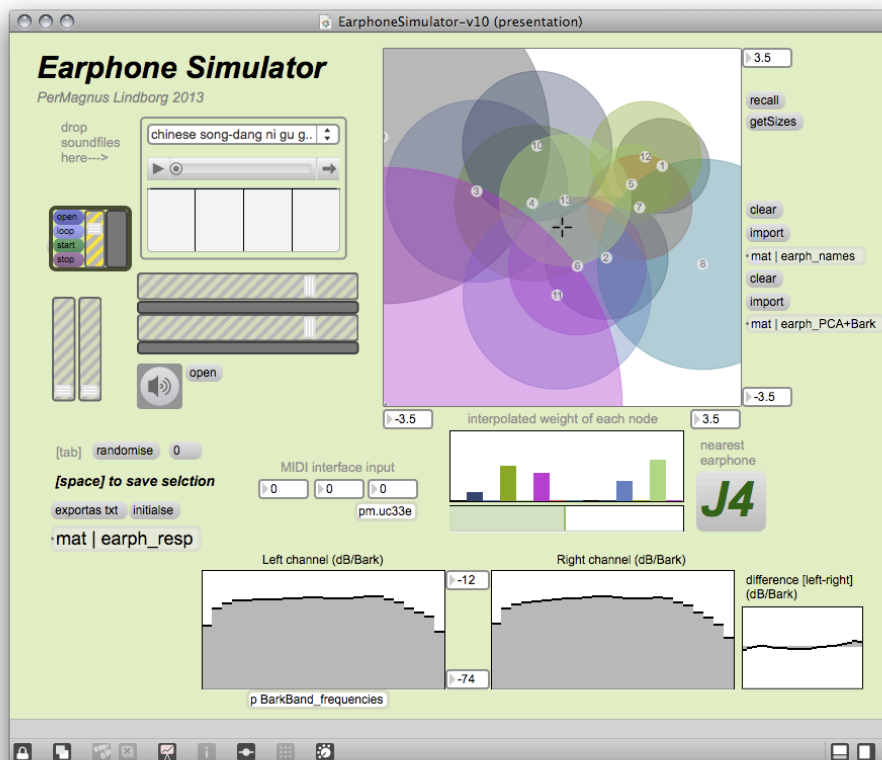 EarphoneSimulator-v10 (presentation)
Earphone Simulator
PerMagnus Lindborg 2013
drop
soundfiles
here--->
chinese song-dang ni gu g..
open
loop
start
stop
open
3.5
recall
getSizes
clear
import
mat | earph_names
clear
import
mat | earph_PCA+Bark
-3.5
10
12
1
3
5
4
13
7
2
6
8
11
-3.5
interpolated weight of each node
3.5
[tab]
randomise
0
[space] to save selction
exportas txt
initialse
mat | earph_resp
MIDI interface input
0
0
0
pm.uc33e
nearest
earphone
J4
Left channel (dB/Bark)
-12
-74
Right channel (dB/Bark)
difference [left-right]
(dB/Bark)
p BarkBand_frequencies